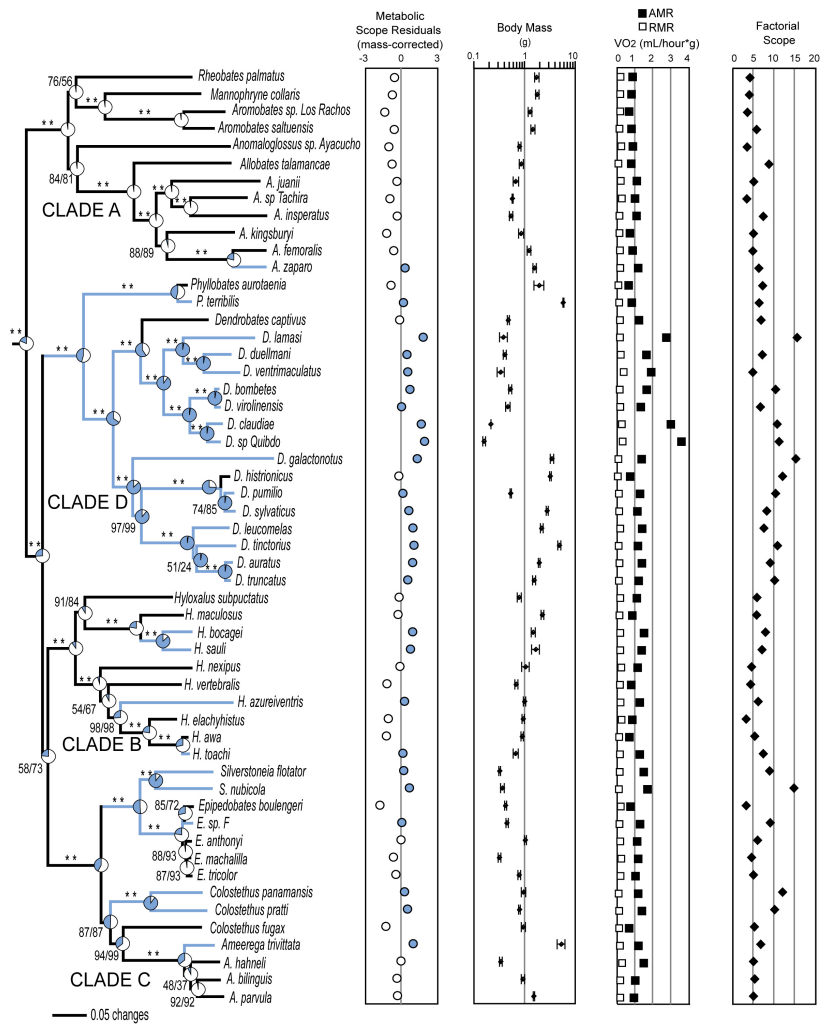 Metabolic
Scope Residuals
(mass-corrected)
-3 0 3
Body Mass
(g)
0.1 1 10
AMR
RMR
VO2 (mL/hour*g)
0 1 2 3 4
Factorial
Scope
0 5 10 15 20
Rheobates palmatus
76/56
Mannophryne collaris
**
Aromobates sp. Los Rachos
**
**
Aromobates saltuensis
Anomaloglossus sp. Ayacucho
Allobates talamancae
84/81
**
A. juanii
**
A. sp Tachira
**
CLADE A
A. insperatus
**
A. kingsburyi
88/89
A. femoralis
**
A. zaparo
Phyllobates aurotaenia
**
P. terribilis
Dendrobates captivus
**
D. lamasi
**
**
D. duellmani
**
D. ventrimaculatus
**
D. bombetes
**
D. virolinensis
**
**
D. claudiae
**
D. sp Quibdo
D. galactonotus
D. histrionicus
**
D. pumilio
CLADE D
74/85
D. sylvaticus
97/99
D. leucomelas
**
D. tinctorius
D. auratus
51/24
**
D. truncatus
**
Hyloxalus subpuctatus
91/84
H. maculosus
**
H. bocagei
**
H. sauli
H. nexipus
**
H. vertebralis
54/67
H. azureiventris
98/98
H. elachyhistus
**
H. awa
CLADE B
**
H. toachi
58/73
Silverstoneia flotator
**
S. nubicola
**
85/72
Epipedobates boulengeri
E. sp. F
**
E. anthonyi
88/93
E. machalilla
**
87/93
E. tricolor
Colostethus panamansis
**
Colostethus pratti
87/87
Colostethus fugax
94/99
Ameerega trivittata
**
A. hahneli
CLADE C
48/37
A. bilinguis
92/92
A. parvula
0.05 changes